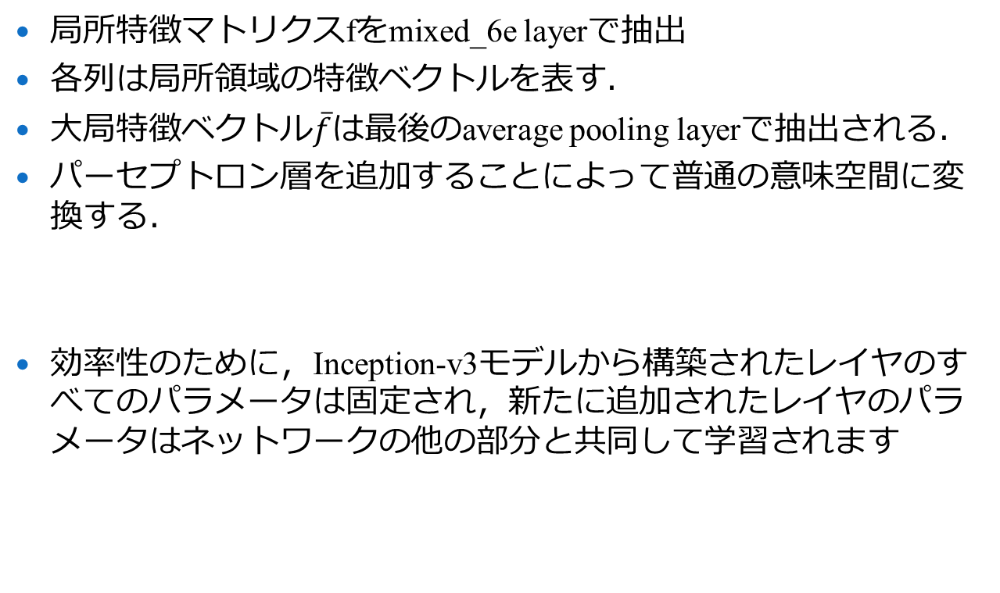 • 局所特徴マトリクスfをmixed_6e layerで抽出
• 各列は局所領域の特徴ベクトルを表す.
• 大局特徴ベクトルf̄は最後のaverage pooling layerで抽出される.
• パーセプトロン層を追加することによって普通の意味空間に変
換する.
• 効率性のために，Inception-v3モデルから構築されたレイヤのす
べてのパラメータは固定され，新たに追加されたレイヤのパラ
メータはネットワークの他の部分と共同して学習されます